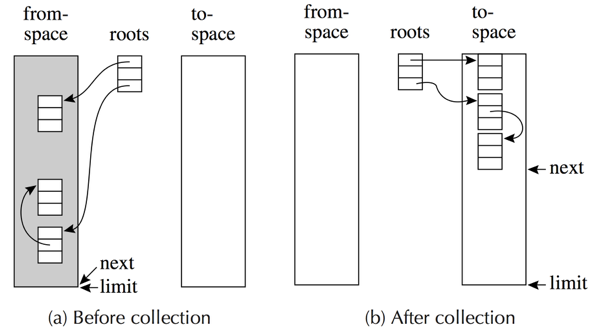 from-
space
roots
to-
space
next
limit
(a) Before collection
from-
space
roots
to-
space
next
limit
(b) After collection